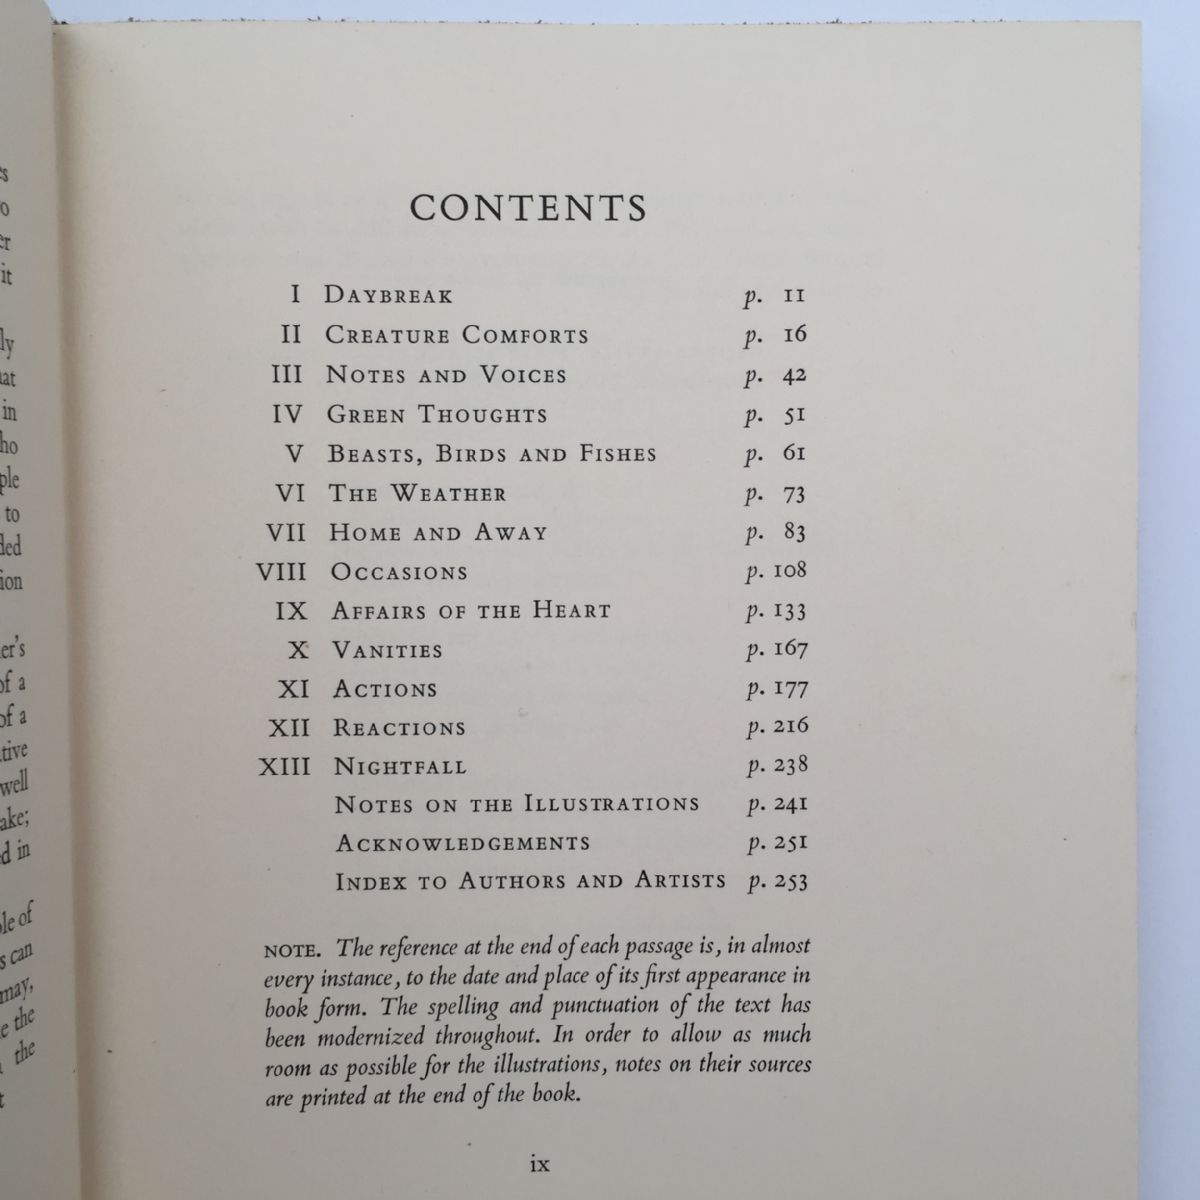 CONTENTS
I DAYBREAK p. 11
II CREATURE COMFORTS p. 16
III NOTES AND VOICES p. 42
IV GREEN THOUGHTS p. 51
V BEASTS, BIRDS AND FISHES p. 61
VI THE WEATHER p. 73
VII HOME AND AWAY p. 83
VIII OCCASIONS p. 108
IX AFFAIRS OF THE HEART p. 133
X VANITIES p. 167
XI ACTIONS p. 177
XII REACTIONS p. 216
XIII NIGHTFALL p. 238
NOTES ON THE ILLUSTRATIONS p. 241
ACKNOWLEDGEMENTS p. 251
INDEX TO AUTHORS AND ARTISTS p. 253
NOTE. The reference at the end of each passage is, in almost
every instance, to the date and place of its first appearance in
book form. The spelling and punctuation of the text has
been modernized throughout. In order to allow as much
room as possible for the illustrations, notes on their sources
are printed at the end of the book.
ix